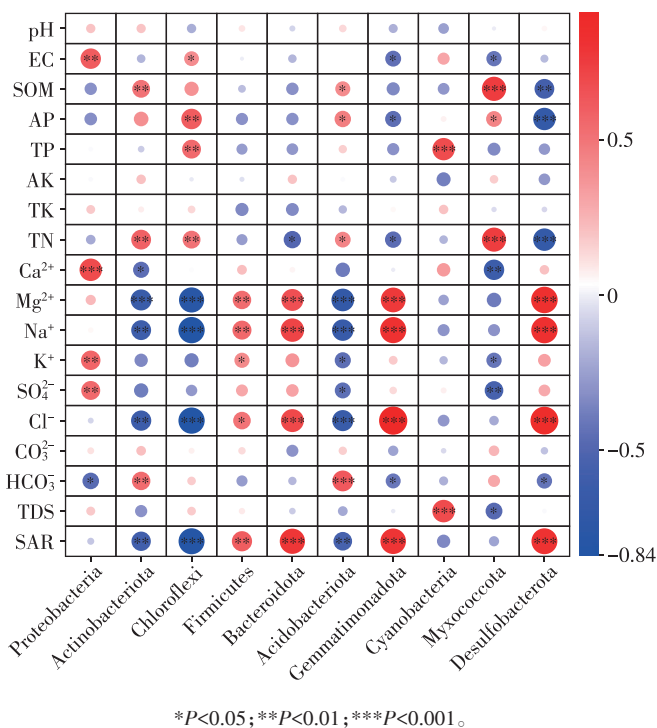 pH
EC *** * * *
SOM ** * *** **
AP ** * * * ***
TP ** ***
AK
TK
TN ** ** * * * *** ***
Ca²⁺ *** * **
Mg²⁺ *** *** ** *** *** *** ***
Na⁺ *** *** ** *** *** *** ***
K⁺ ** * * *
SO₄²⁻ ** * **
Cl⁻ ** *** * *** *** *** ***
CO₃²⁻
HCO₃⁻ * ** *** * *
TDS *** *
SAR ** *** ** *** ** *** ***
0.5
0
-0.5
-0.84
Proteobacteria
Actinobacteriota
Chloroflexi
Firmicutes
Bacteroidota
Acidobacteriota
Gemmatimonadota
Cyanobacteria
Myxococcota
Desulfobacterota
*P<0.05；**P<0.01；***P<0.001。